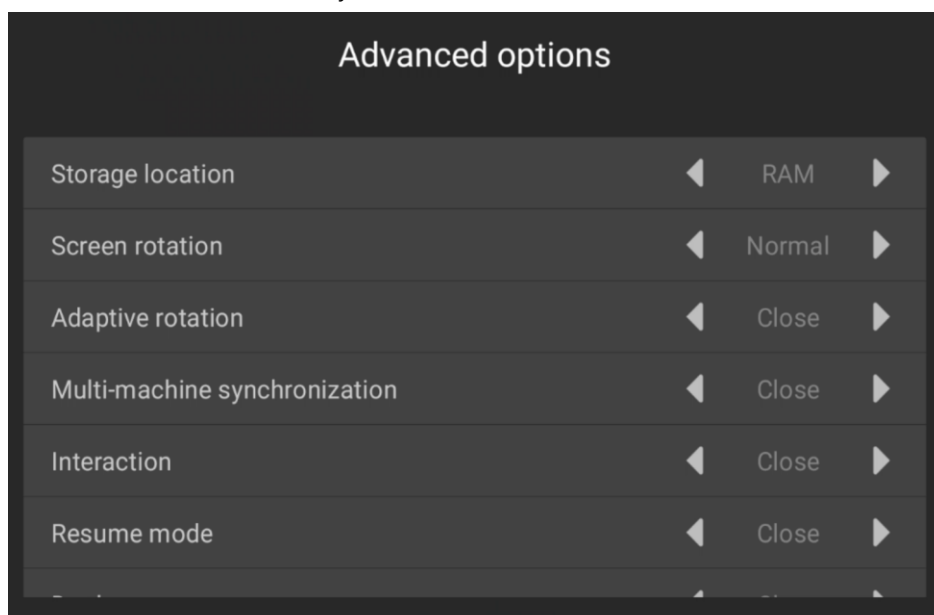 Advanced options
Storage location RAM
Screen rotation Normal
Adaptive rotation Close
Multi-machine synchronization Close
Interaction Close
Resume mode Close